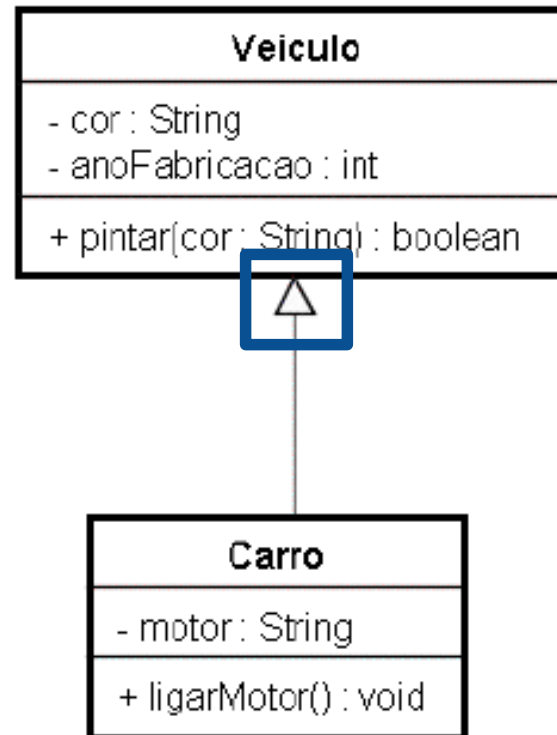 Veiculo
- cor : String
- anoFabricacao : int
+ pintar(cor : String) : boolean
Carro
- motor : String
+ ligarMotor() : void